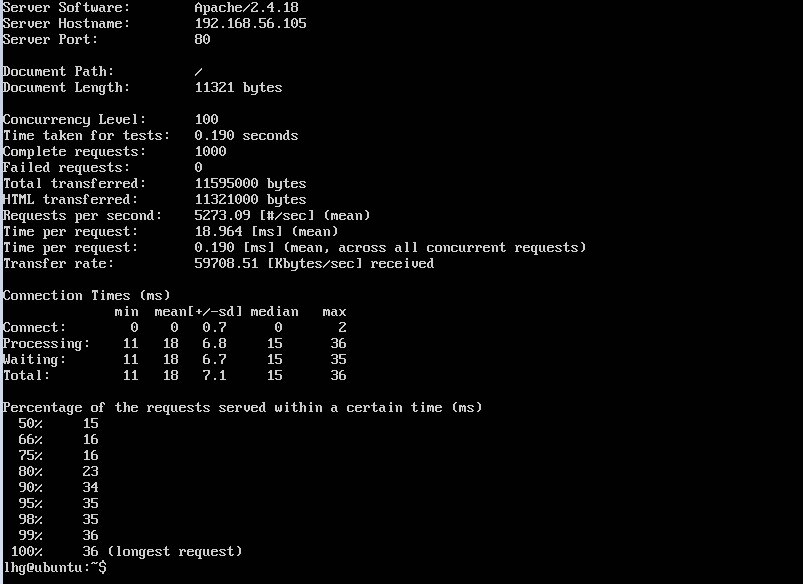 Server Software:        Apache/2.4.18
Server Hostname:        192.168.56.105
Server Port:            80

Document Path:          /
Document Length:        11321 bytes

Concurrency Level:      100
Time taken for tests:   0.190 seconds
Complete requests:      1000
Failed requests:        0
Total transferred:      11595000 bytes
HTML transferred:       11321000 bytes
Requests per second:    5273.09 [#/sec] (mean)
Time per request:       18.964 [ms] (mean)
Time per request:       0.190 [ms] (mean, across all concurrent requests)
Transfer rate:          59708.51 [Kbytes/sec] received

Connection Times (ms)
              min  mean[+/-sd] median   max
Connect:        0    0   0.7      0       2
Processing:    11   18   6.8     15      36
Waiting:       11   18   6.7     15      35
Total:         11   18   7.1     15      36

Percentage of the requests served within a certain time (ms)
  50%     15
  66%     16
  75%     16
  80%     23
  90%     34
  95%     35
  98%     35
  99%     36
 100%     36 (longest request)
lhg@ubuntu:~$